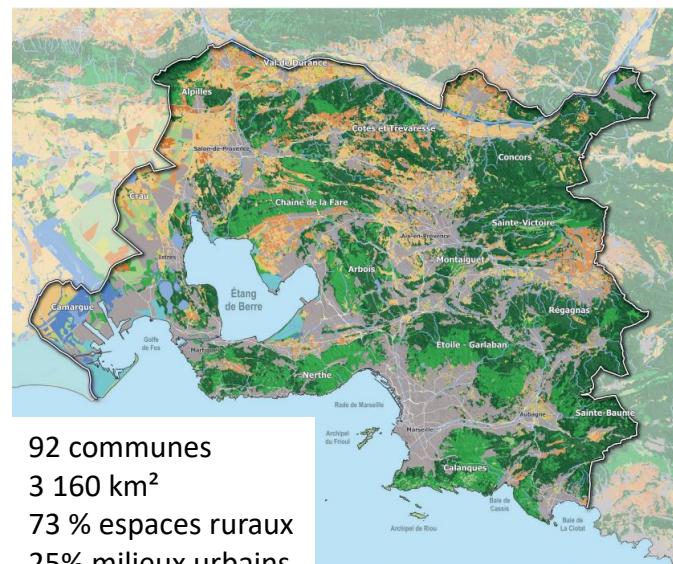 Val de Durance
Alpilles
Côtes et Trévaresse
Salon-de-Provence
Concors
Crau
Chaîne de la Fare
Sainte-Victoire
Aix-en-Provence
Istres
Montaiguet
Arbois
Étang
de Berre
Camargue
Régagnas
Golfe
de Fos
Martigues
Étoile - Garlaban
Nerthe
Rade de Marseille
Sainte-Baume
Aubagne
Marseille
Archipel
du Frioul
Calanques
Baie de
Cassis
Archipel de Riou
Baie de
La Ciotat
92 communes
3 160 km²
73 % espaces ruraux
25% milieux urbains